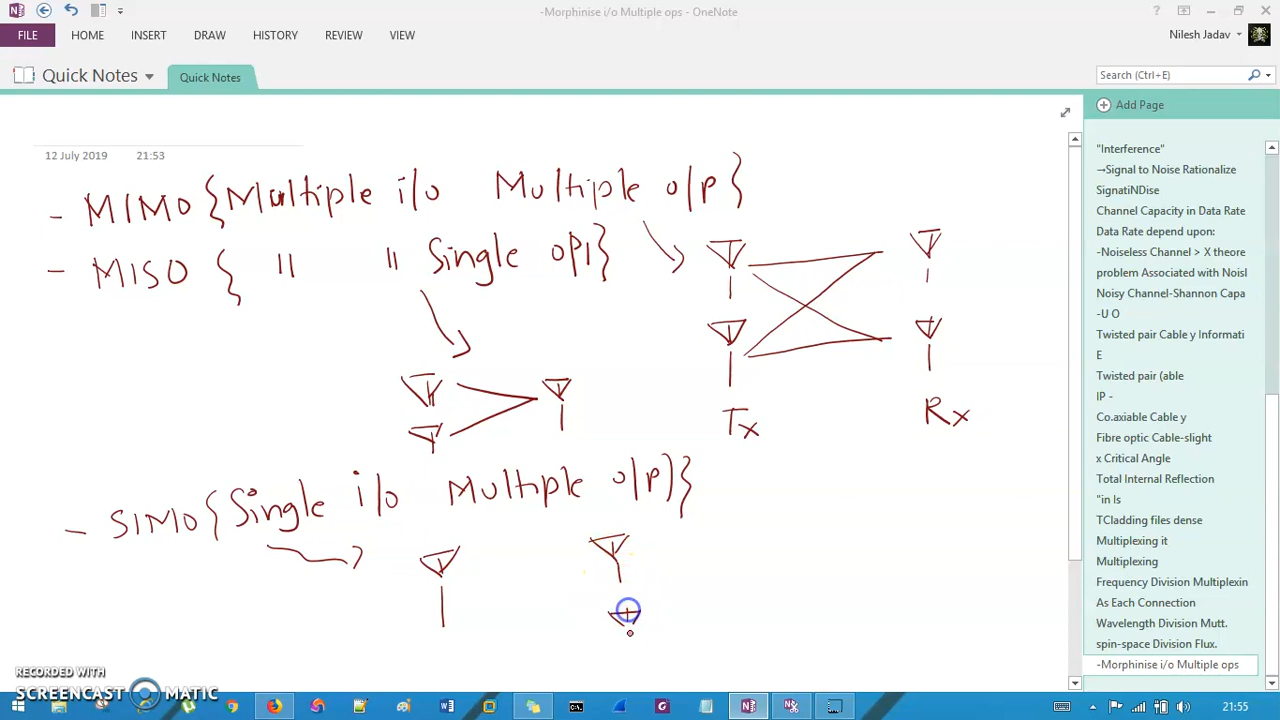 -Morphinise i/o Multiple ops - OneNote
FILE HOME INSERT DRAW HISTORY REVIEW VIEW
Nilesh Jadav
Quick Notes
Quick Notes
Search (Ctrl+E)
Add Page
12 July 2019 21:53
- MIMO {Multiple i/o Multiple o/p}
- MISO { " " Single op}
Tx
Rx
- SIMO {Single i/o Multiple o/p)}
"Interference"
→Signal to Noise Rationalize
SignatiNDise
Channel Capacity in Data Rate
Data Rate depend upon:
-Noiseless Channel > X theore
problem Associated with Noisl
Noisy Channel-Shannon Capa
-U O
Twisted pair Cable y Informati
E
Twisted pair (able
IP -
Co.axiable Cable y
Fibre optic Cable-slight
x Critical Angle
Total Internal Reflection
"in ls
TCladding files dense
Multiplexing it
Multiplexing
Frequency Division Multiplexin
As Each Connection
Wavelength Division Mutt.
spin-space Division Flux.
-Morphinise i/o Multiple ops
RECORDED WITH
SCREENCAST MATIC
21:55